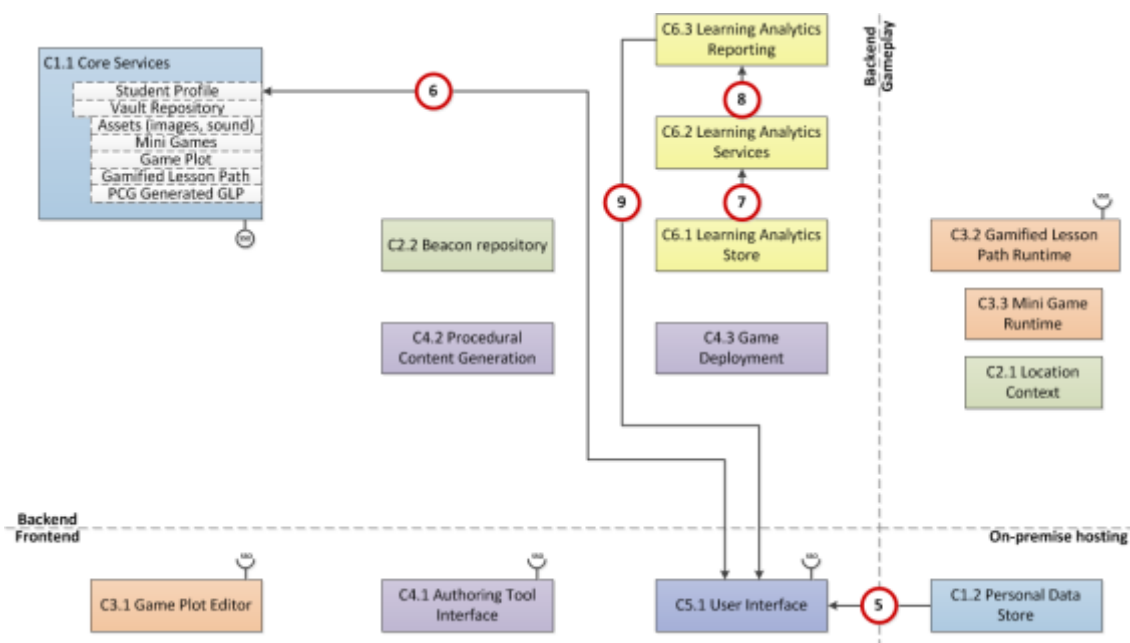 C1.1 Core Services
Student Profile
Vault Repository
Assets (images, sound)
Mini Games
Game Plot
Gamified Lesson Path
PCG Generated GLP
6
C6.3 Learning Analytics
Reporting
8
C6.2 Learning Analytics
Services
9
7
C6.1 Learning Analytics
Store
Backend
Gameplay
C2.2 Beacon repository
C3.2 Gamified Lesson
Path Runtime
C3.3 Mini Game
Runtime
C4.2 Procedural
Content Generation
C4.3 Game
Deployment
C2.1 Location
Context
Backend
Frontend
On-premise hosting
C3.1 Game Plot Editor
C4.1 Authoring Tool
Interface
C5.1 User Interface
5
C1.2 Personal Data
Store